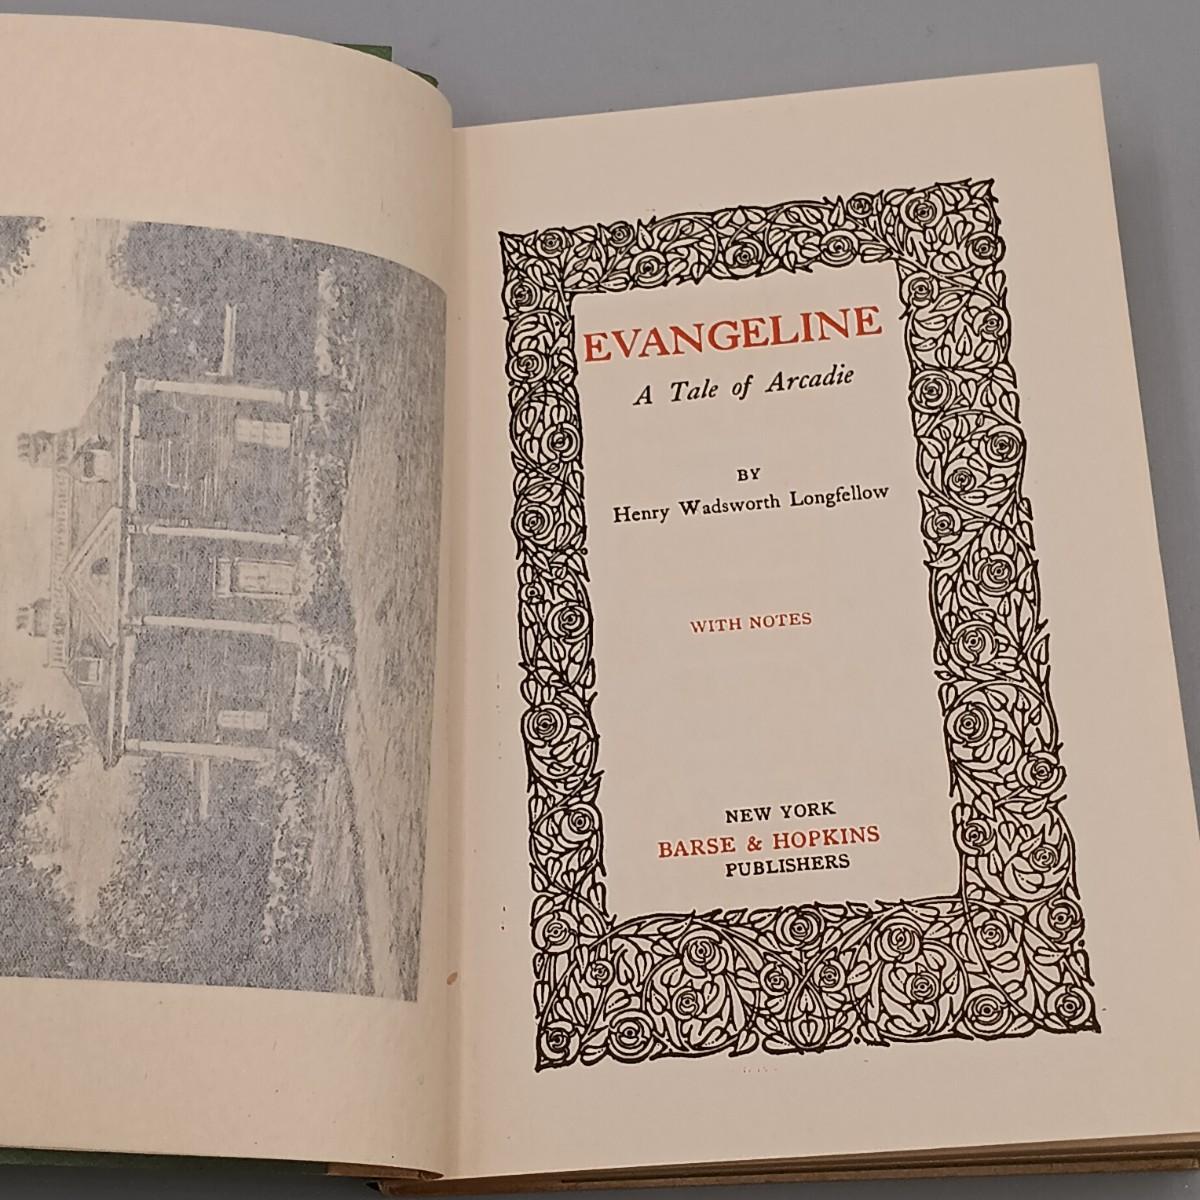 EVANGELINE
A Tale of Arcadie
BY
Henry Wadsworth Longfellow
WITH NOTES
NEW YORK
BARSE & HOPKINS
PUBLISHERS